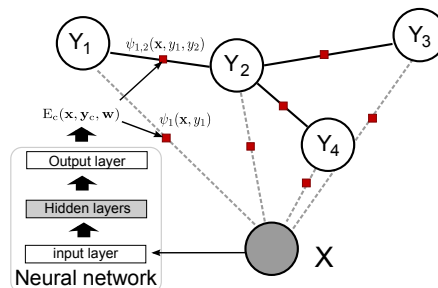 Y1
ψ1,2(x, y1, y2)
Y2
Y3
Ec(x, yc, w)
ψ1(x, y1)
Y4
Output layer
Hidden layers
input layer
X
Neural network